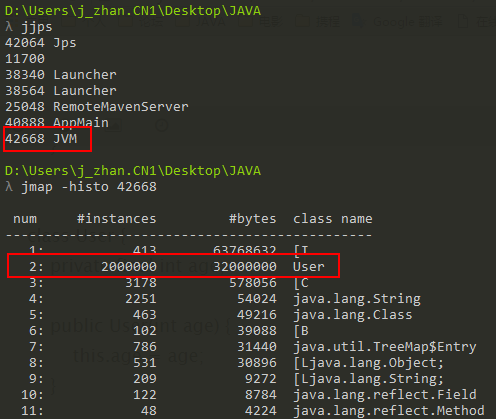 D:\Users\j_zhan.CN1\Desktop\JAVA
λ jjps
42064 Jps
11700
38340 Launcher
38564 Launcher
25048 RemoteMavenServer
40888 AppMain
42668 JVM
D:\Users\j_zhan.CN1\Desktop\JAVA
λ jmap -histo 42668
num #instances #bytes class name
----------------------------------------------
1: 413 63768632 [I
2: 2000000 32000000 User
3: 3178 578056 [C
4: 2251 54024 java.lang.String
5: 463 49216 java.lang.Class
6: 102 39088 [B
7: 786 31440 java.util.TreeMap$Entry
8: 531 30896 [Ljava.lang.Object;
9: 209 9272 [Ljava.lang.String;
10: 122 8784 java.lang.reflect.Field
11: 48 4224 java.lang.reflect.Method